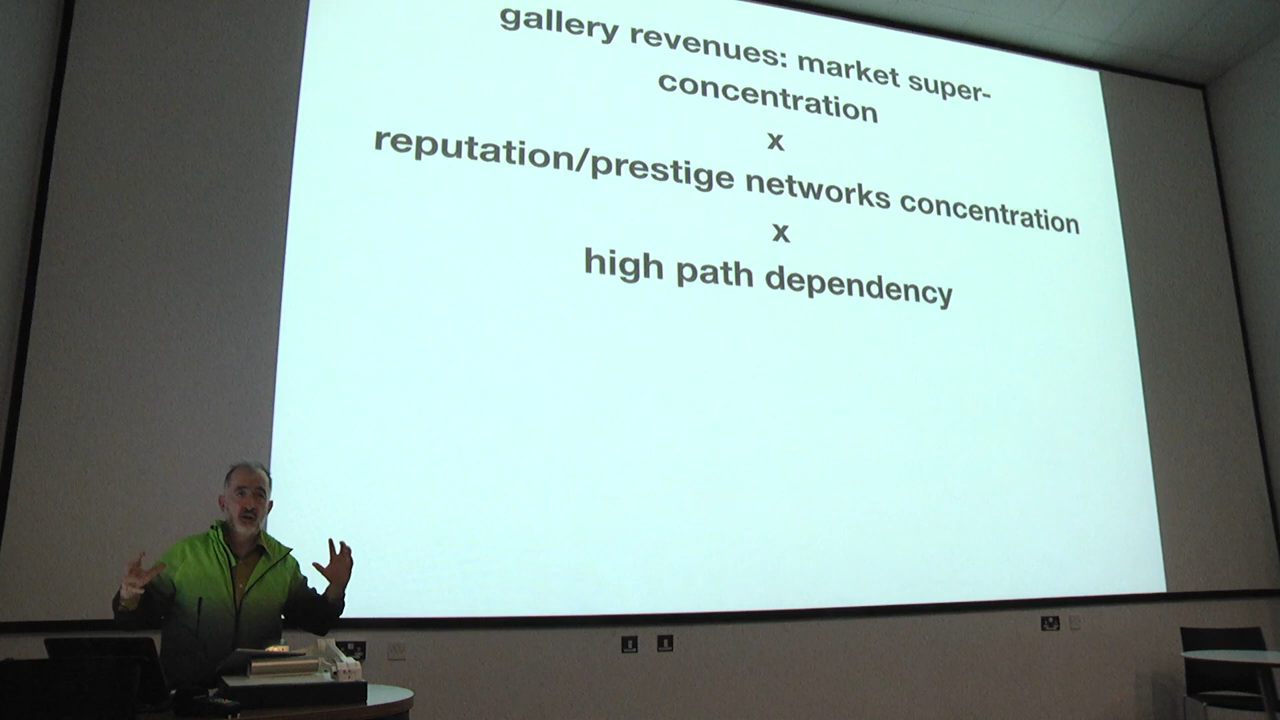 gallery revenues: market super-
concentration
x
reputation/prestige networks concentration
x
high path dependency